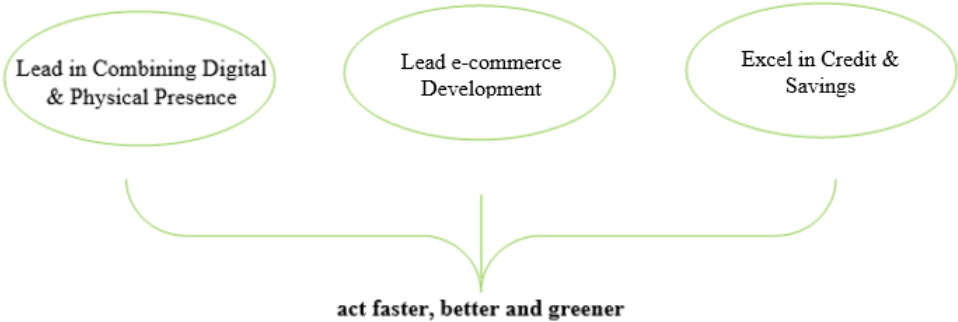 Lead in Combining Digital
& Physical Presence
Lead e-commerce
Development
Excel in Credit &
Savings
act faster, better and greener